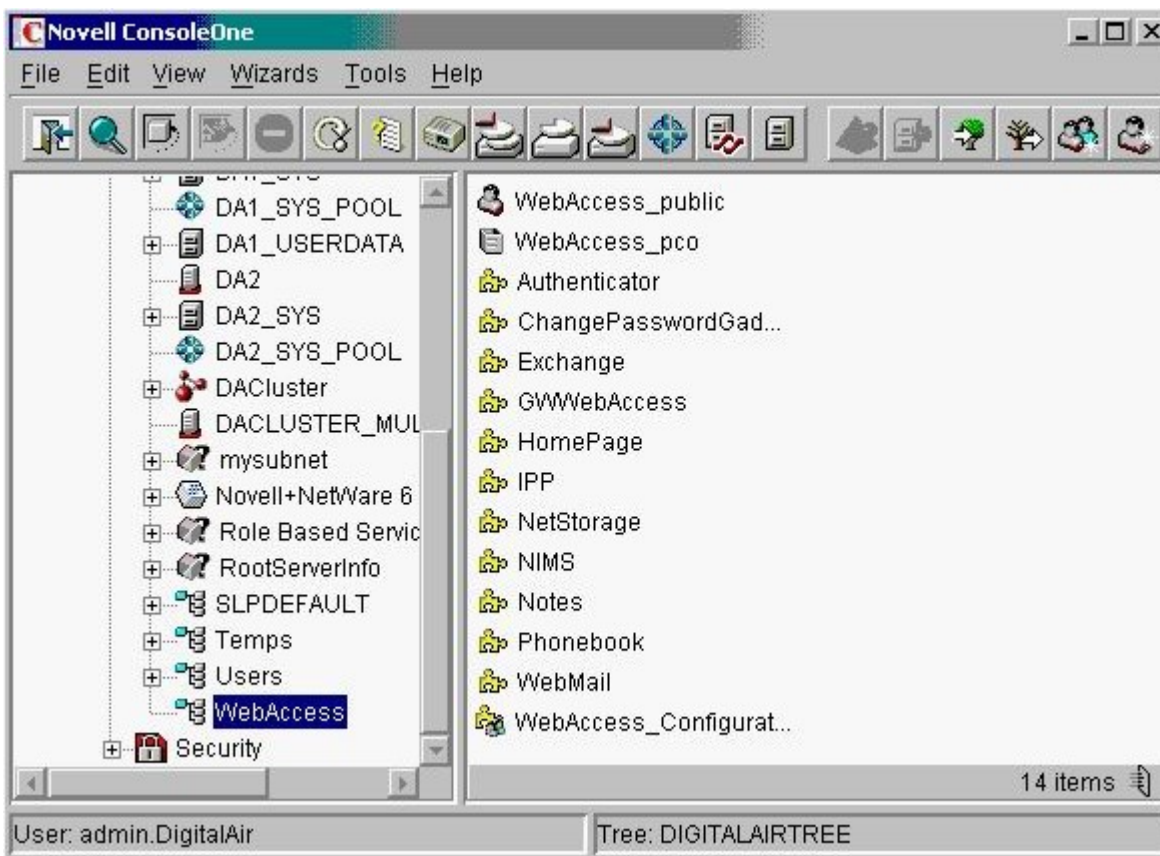 Novell ConsoleOne
File Edit View Wizards Tools Help
DA1_SYS
DA1_SYS_POOL
DA1_USERDATA
DA2
DA2_SYS
DA2_SYS_POOL
DACluster
DACLUSTER_MUL
mysubnet
Novell+NetWare 6
Role Based Servic
RootServerInfo
SLPDEFAULT
Temps
Users
WebAccess
Security
WebAccess_public
WebAccess_pco
Authenticator
ChangePasswordGad...
Exchange
GWWebAccess
HomePage
IPP
NetStorage
NIMS
Notes
Phonebook
WebMail
WebAccess_Configurat...
14 items
User: admin.DigitalAir
Tree: DIGITALAIRTREE